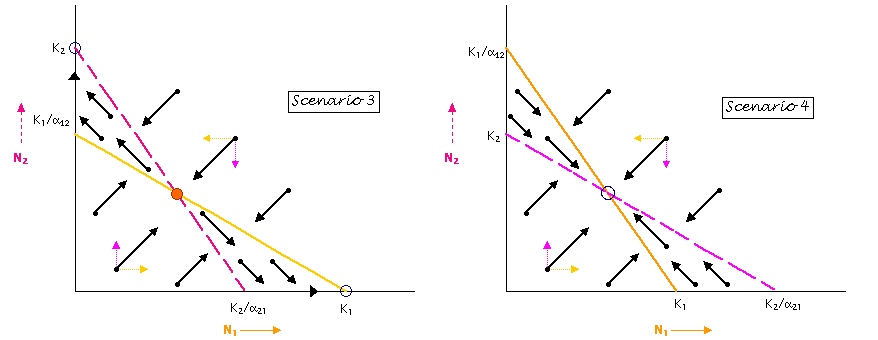 K₂
Scenario 3
K₁/α₁₂
N₂
K₂/α₂₁
K₁
N₁
K₁/α₁₂
Scenario 4
K₂
N₂
K₁
K₂/α₂₁
N₁